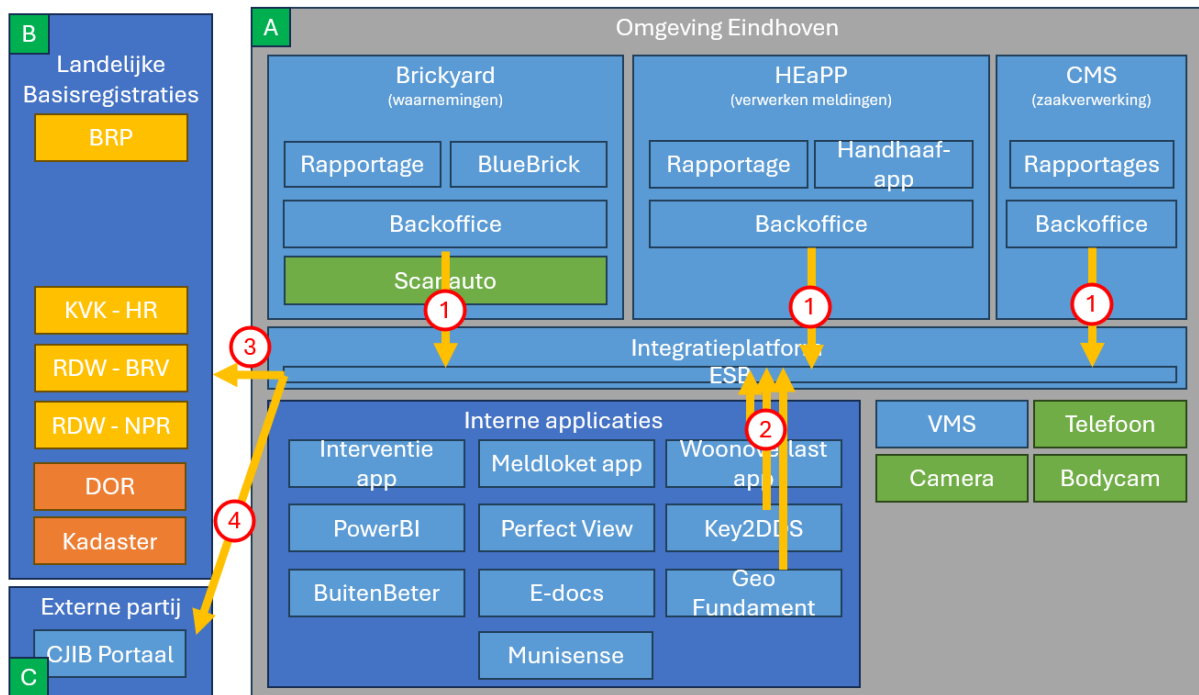 B
Landelijke
Basisregistraties
BRP
KVK - HR
RDW - BRV
RDW - NPR
DOR
Kadaster
Externe partij
CJIB Portaal
C
A
Omgeving Eindhoven
Brickyard
(waarnemingen)
Rapportage
BlueBrick
Backoffice
Scanauto
1
HEaPP
(verwerken meldingen)
Rapportage
Handhaaf-
app
Backoffice
1
CMS
(zaakverwerking)
Rapportages
Backoffice
1
3
Integratieplatform
ESB
4
Interne applicaties
2
Interventie
app
Meldloket app
Woonoverlast
app
PowerBI
Perfect View
Key2DDS
BuitenBeter
E-docs
Geo
Fundament
Munisense
VMS
Telefoon
Camera
Bodycam